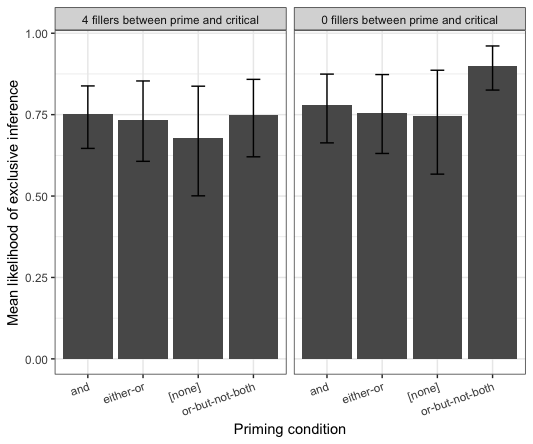 4 fillers between prime and critical
0 fillers between prime and critical
Mean likelihood of exclusive inference
1.00
0.75
0.50
0.25
0.00
and
either-or
[none]
or-but-not-both
and
either-or
[none]
or-but-not-both
Priming condition